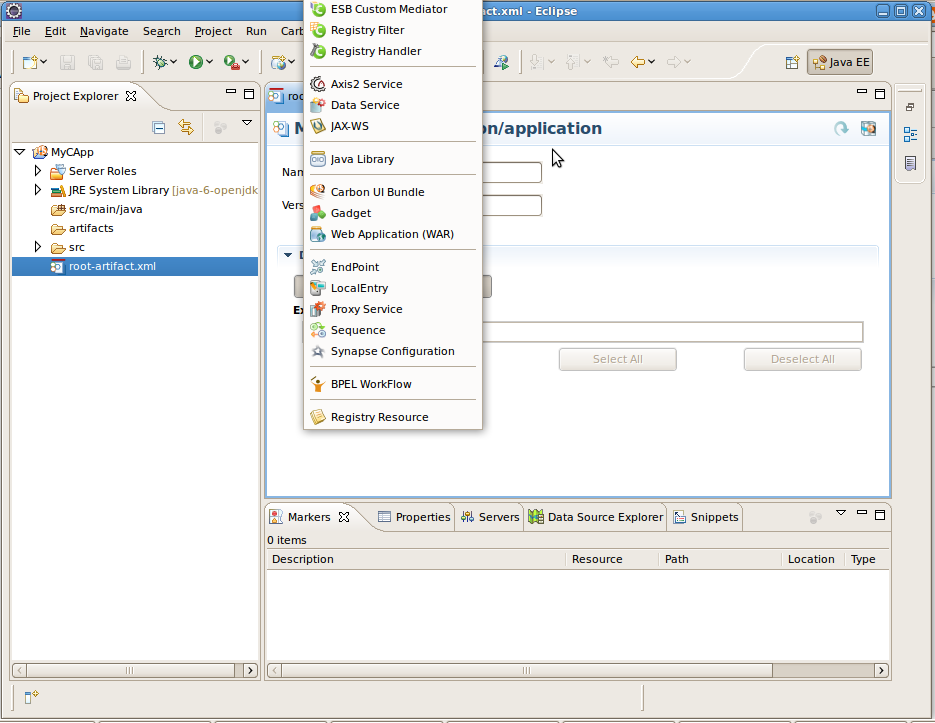 ct.xml - Eclipse
File Edit Navigate Search Project Run Cart
Java EE
ESB Custom Mediator
Registry Filter
Registry Handler
Axis2 Service
Data Service
JAX-WS
Java Library
Carbon UI Bundle
Gadget
Web Application (WAR)
EndPoint
LocalEntry
Proxy Service
Sequence
Synapse Configuration
BPEL WorkFlow
Registry Resource
Project Explorer
MyCApp
Server Roles
JRE System Library [java-6-openjdk
src/main/java
artifacts
src
root-artifact.xml
roo
M on/application
Nam
Vers
D
Ex
Select All Deselect All
Markers Properties Servers Data Source Explorer Snippets
0 items
Description Resource Path Location Type